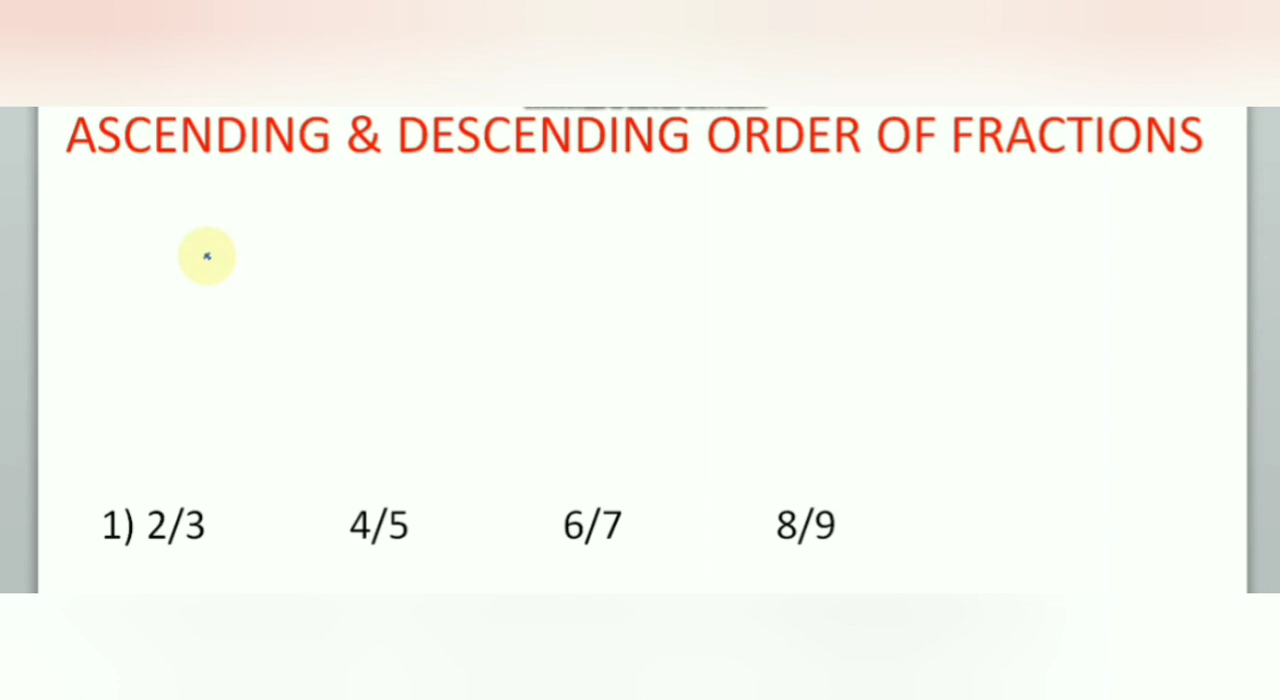 ASCENDING & DESCENDING ORDER OF FRACTIONS
1) 2/3 4/5 6/7 8/9